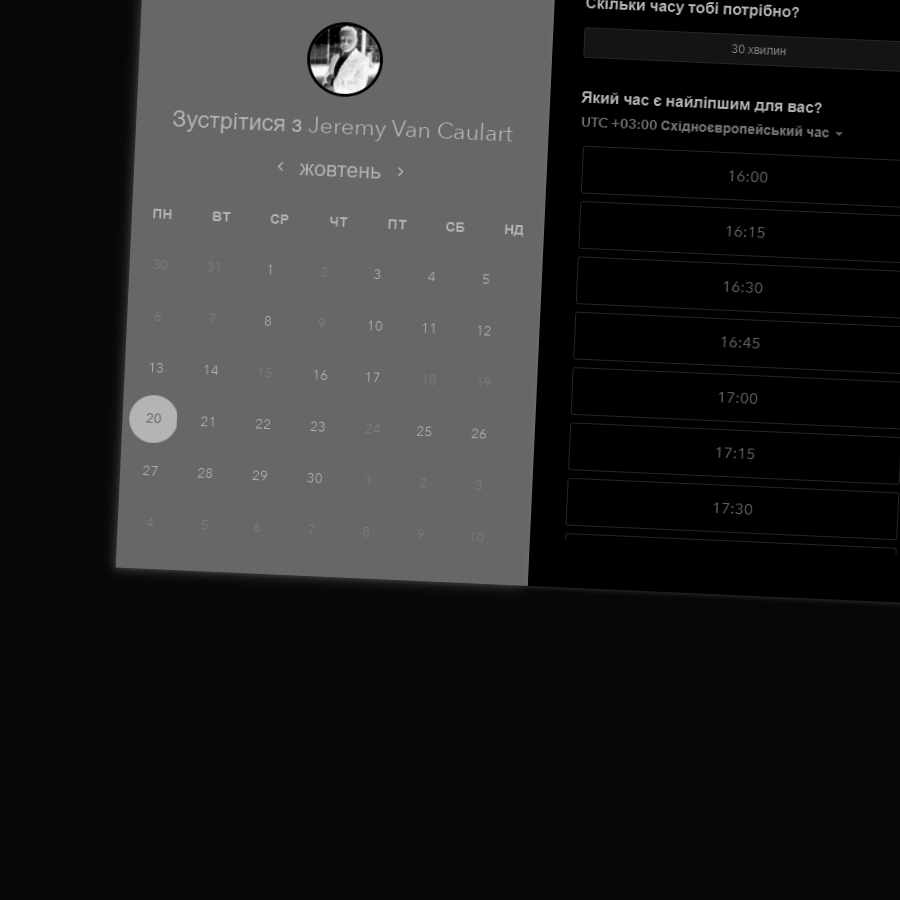 Зустрітися з Jeremy Van Caulart
жовтень
ПН ВТ СР ЧТ ПТ СБ НД
30 31 1 2 3 4 5
6 7 8 9 10 11 12
13 14 15 16 17 18 19
20 21 22 23 24 25 26
27 28 29 30 1 2 3
4 5 6 7 8 9 10
Скільки часу тобі потрібно?
30 хвилин
Який час є найліпшим для вас?
UTC +03:00 Східноєвропейський час
16:00
16:15
16:30
16:45
17:00
17:15
17:30